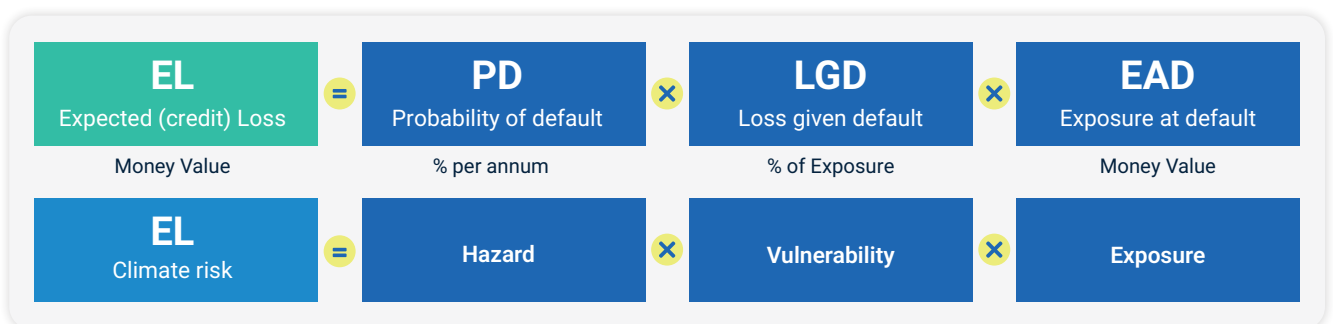 EL = PD × LGD × EAD
Expected (credit) Loss Probability of default Loss given default Exposure at default
Money Value % per annum % of Exposure Money Value
EL = Hazard × Vulnerability × Exposure
Climate risk